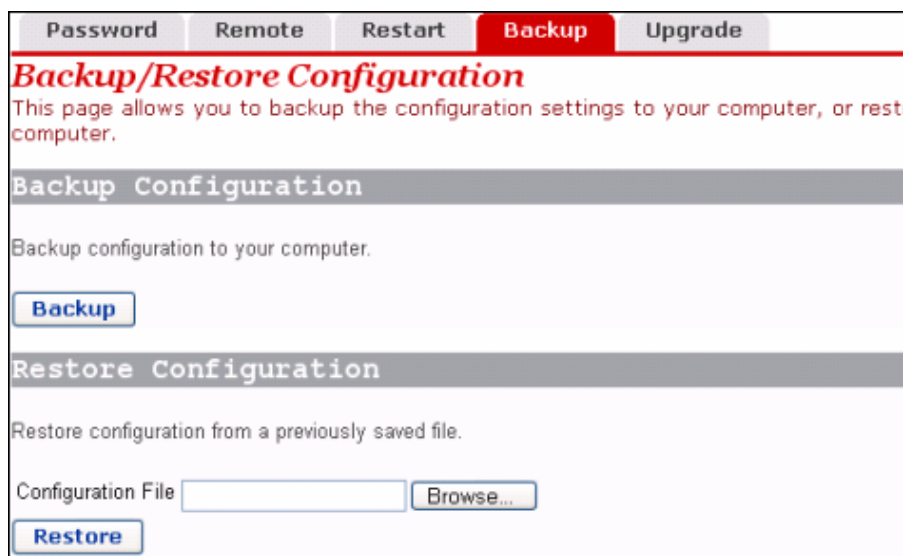 Password Remote Restart Backup Upgrade
Backup/Restore Configuration
This page allows you to backup the configuration settings to your computer, or rest
computer.
Backup Configuration
Backup configuration to your computer.
Backup
Restore Configuration
Restore configuration from a previously saved file.
Configuration File Browse...
Restore